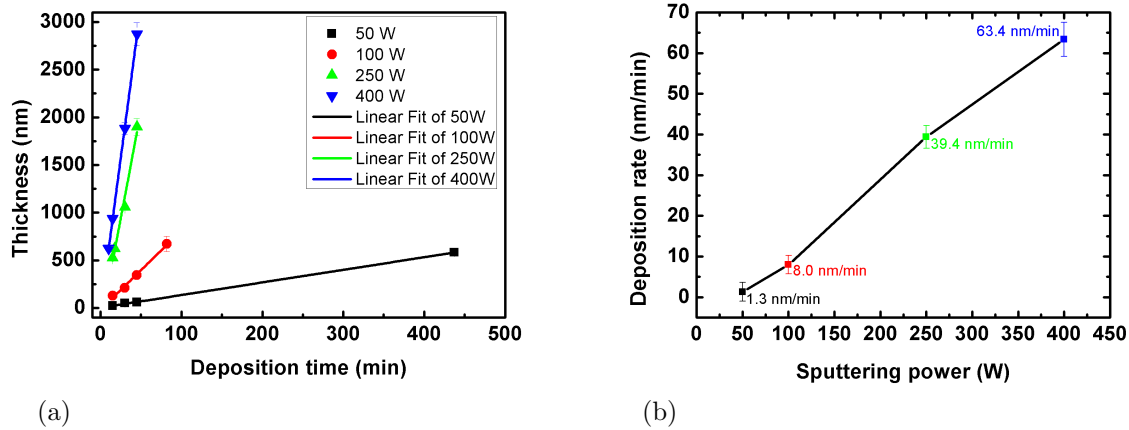 3000
2500
2000
1500
1000
500
0
Thickness (nm)
50 W
100 W
250 W
400 W
Linear Fit of 50W
Linear Fit of 100W
Linear Fit of 250W
Linear Fit of 400W
0 100 200 300 400 500
Deposition time (min)
(a)
70
60
50
40
30
20
10
0
Deposition rate (nm/min)
63.4 nm/min
39.4 nm/min
8.0 nm/min
1.3 nm/min
0 50 100 150 200 250 300 350 400 450
Sputtering power (W)
(b)